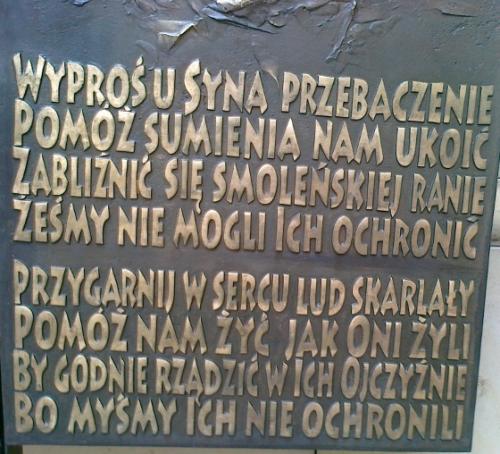 WYPROŚ U SYNA PRZEBACZENIE
POMÓŻ SUMIENIA NAM UKOIĆ
ZABLIŹNIĆ SIĘ SMOLEŃSKIEJ RANIE
ŻEŚMY NIE MOGLI ICH OCHRONIĆ
PRZYGARNIJ W SERCU LUD SKARLAŁY
POMÓŻ NAM ŻYĆ JAK ONI ŻYLI
BY GODNIE RZĄDZIĆ W ICH OJCZYŹNIE
BO MYŚMY ICH NIE OCHRONILI